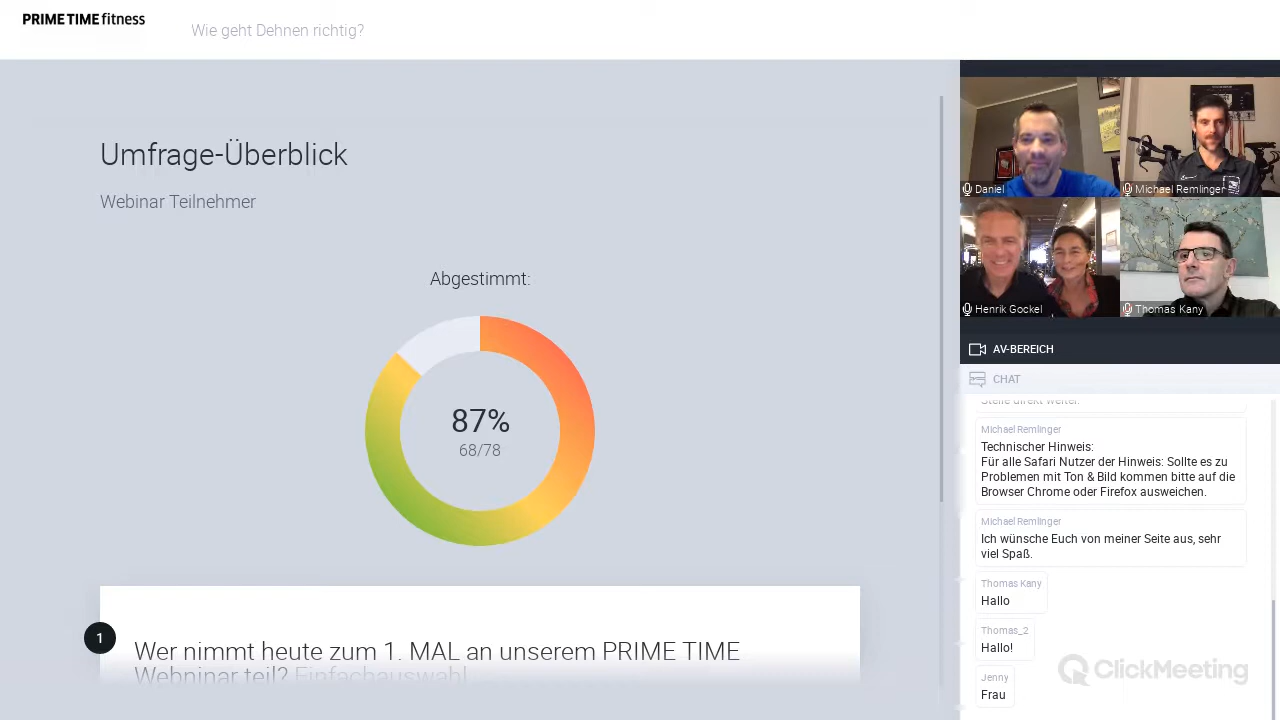 PRIME TIME fitness
Wie geht Dehnen richtig?
Umfrage-Überblick
Webinar Teilnehmer
Abgestimmt:
87%
68/78
1
Wer nimmt heute zum 1. MAL an unserem PRIME TIME
Webninar teil? Einfachauswahl
Daniel
Michael Remlinger
Henrik Gockel
Thomas Kany
AV-BEREICH
CHAT
Stelle direkt weiter.
Michael Remlinger
Technischer Hinweis:
Für alle Safari Nutzer der Hinweis: Sollte es zu
Problemen mit Ton & Bild kommen bitte auf die
Browser Chrome oder Firefox ausweichen.
Michael Remlinger
Ich wünsche Euch von meiner Seite aus, sehr
viel Spaß.
Thomas Kany
Hallo
Thomas_2
Hallo!
Jenny
Frau
ClickMeeting